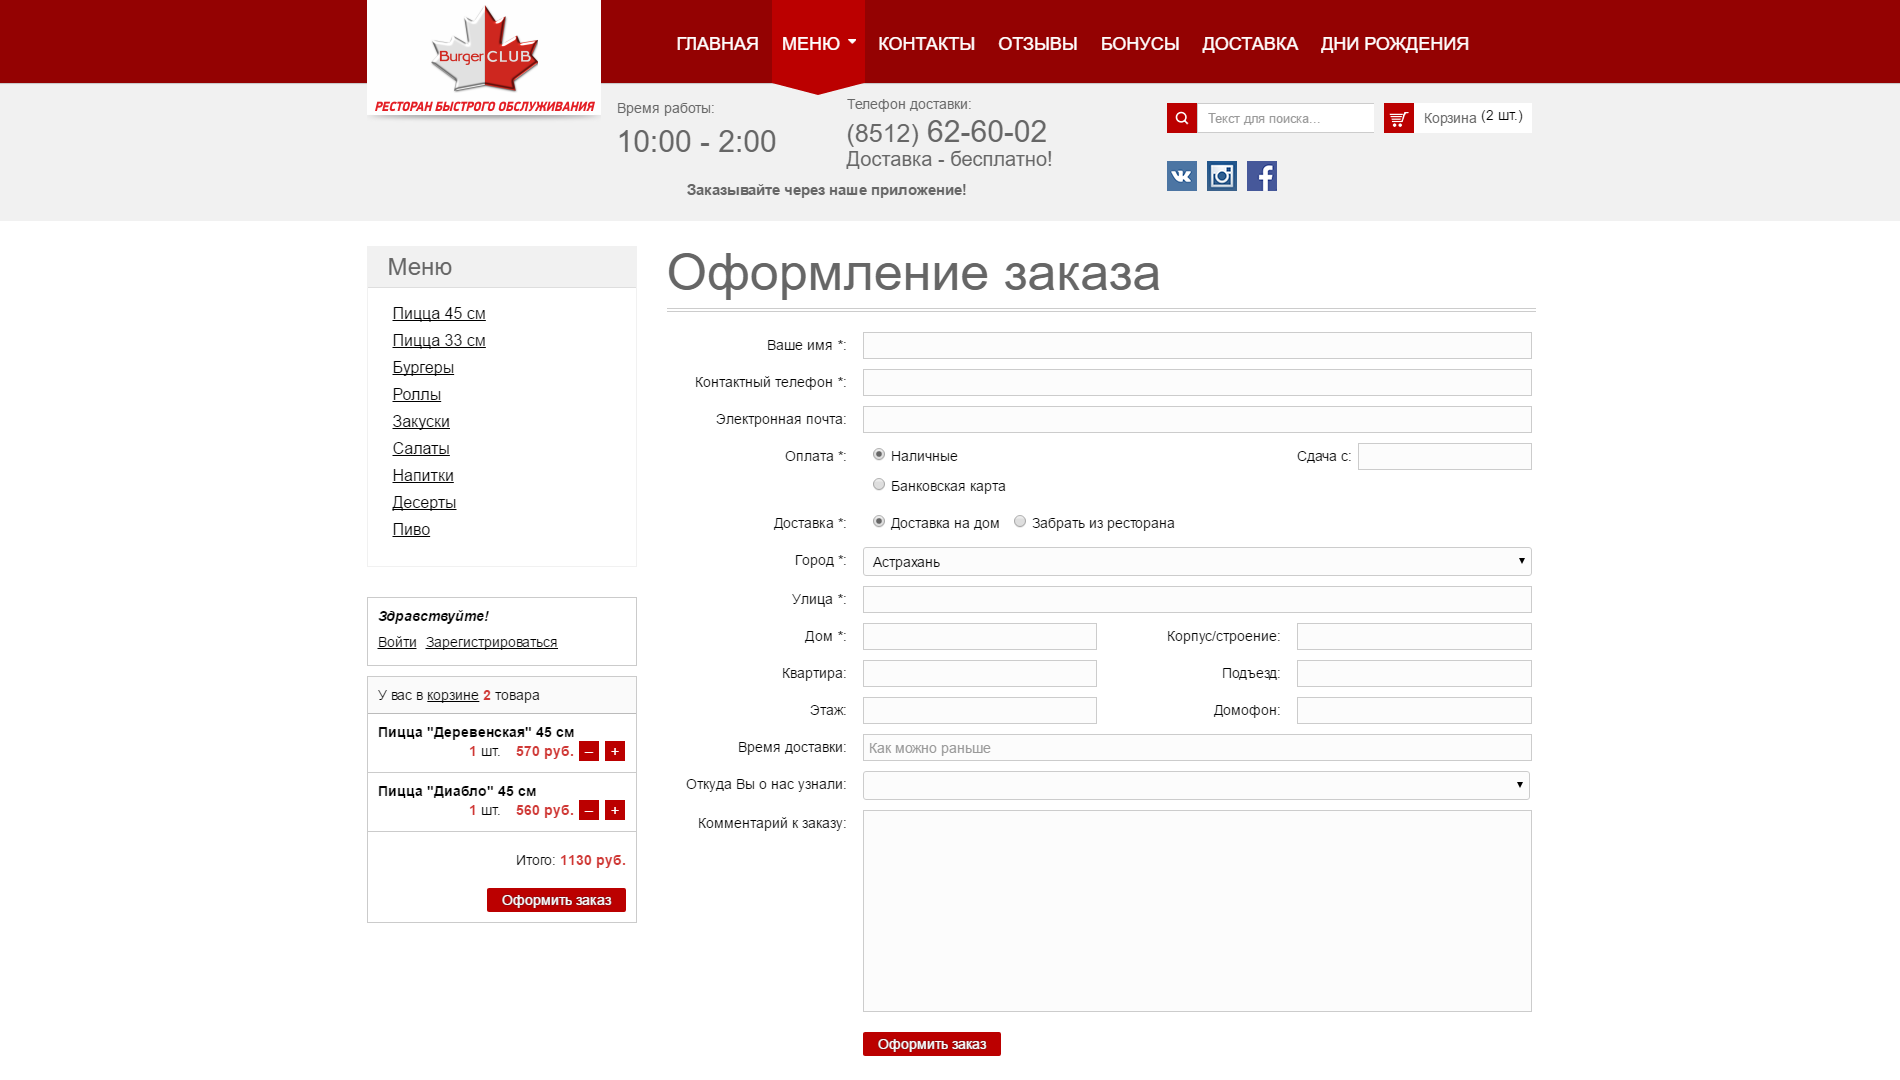 BurgerCLUB
РЕСТОРАН БЫСТРОГО ОБСЛУЖИВАНИЯ
ГЛАВНАЯ МЕНЮ КОНТАКТЫ ОТЗЫВЫ БОНУСЫ ДОСТАВКА ДНИ РОЖДЕНИЯ
Время работы:
10:00 - 2:00
Телефон доставки:
(8512) 62-60-02
Доставка - бесплатно!
Заказывайте через наше приложение!
Текст для поиска...
Корзина (2 шт.)
Меню
Пицца 45 см
Пицца 33 см
Бургеры
Роллы
Закуски
Салаты
Напитки
Десерты
Пиво
Здравствуйте!
Войти Зарегистрироваться
У вас в корзине 2 товара
Пицца "Деревенская" 45 см
1 шт. 570 руб. – +
Пицца "Диабло" 45 см
1 шт. 560 руб. – +
Итого: 1130 руб.
Оформить заказ
Оформление заказа
Ваше имя *:
Контактный телефон *:
Электронная почта:
Оплата *: Наличные Сдача с:
Банковская карта
Доставка *: Доставка на дом Забрать из ресторана
Город *: Астрахань
Улица *:
Дом *: Корпус/строение:
Квартира: Подъезд:
Этаж: Домофон:
Время доставки: Как можно раньше
Откуда Вы о нас узнали:
Комментарий к заказу:
Оформить заказ